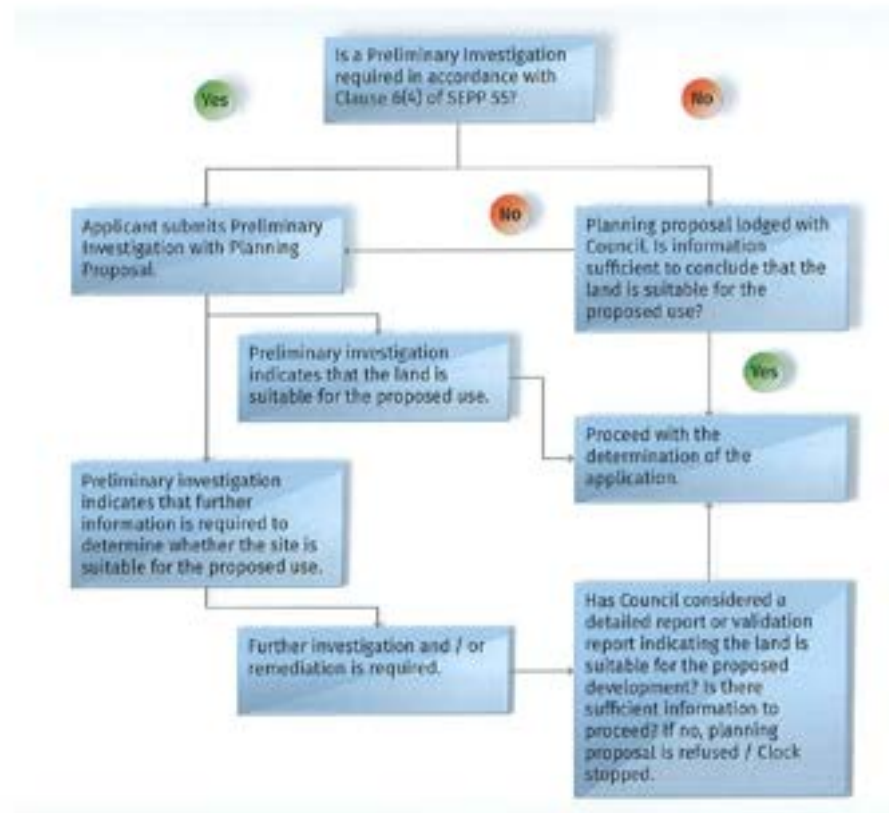 Is a Preliminary Investigation
required in accordance with
Clause 6(4) of SEPP 55?
Yes
No
Applicant submits Preliminary
Investigation with Planning
Proposal.
No
Planning proposal lodged with
Council. Is information
sufficient to conclude that the
land is suitable for the
proposed use?
Preliminary investigation
indicates that the land is
suitable for the proposed use.
Yes
Proceed with the
determination of the
application.
Preliminary investigation
indicates that further
information is required to
determine whether the site is
suitable for the proposed use.
Further investigation and / or
remediation is required.
Has Council considered a
detailed report or validation
report indicating the land is
suitable for the proposed
development? Is there
sufficient information to
proceed? If no, planning
proposal is refused / Clock
stopped.